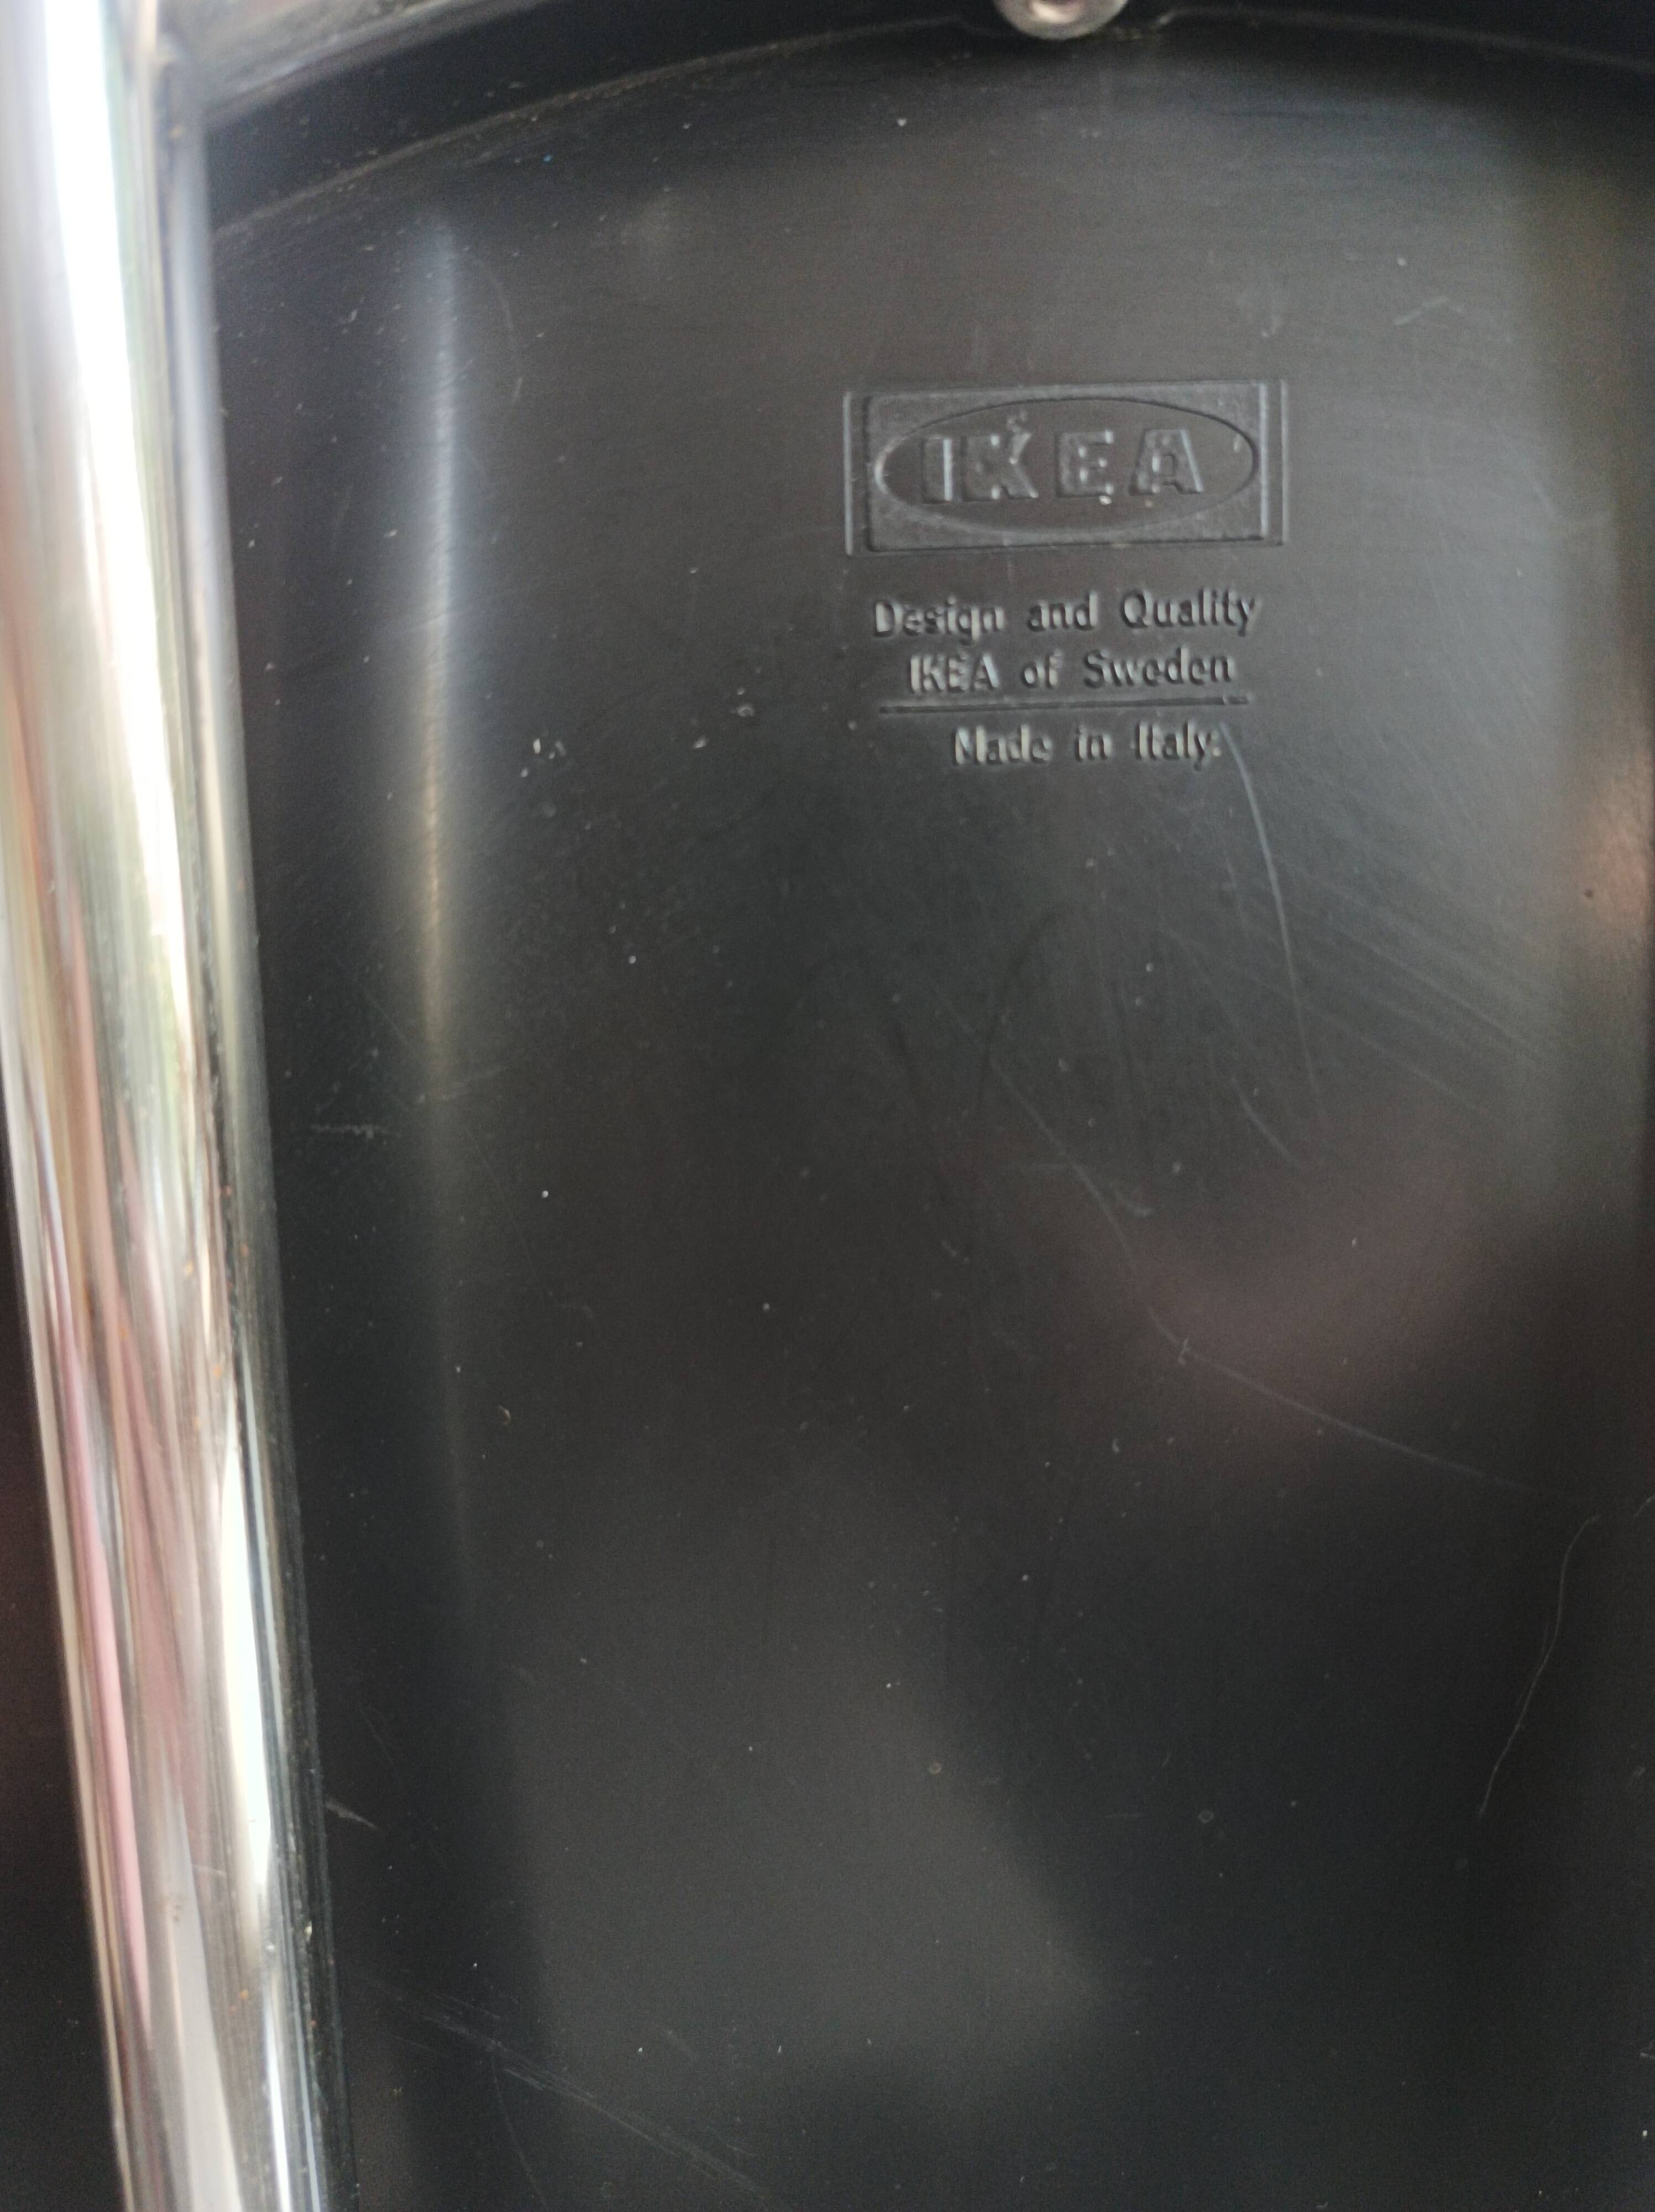 IKEA
Design and Quality
IKEA of Sweden
Made in Italy.